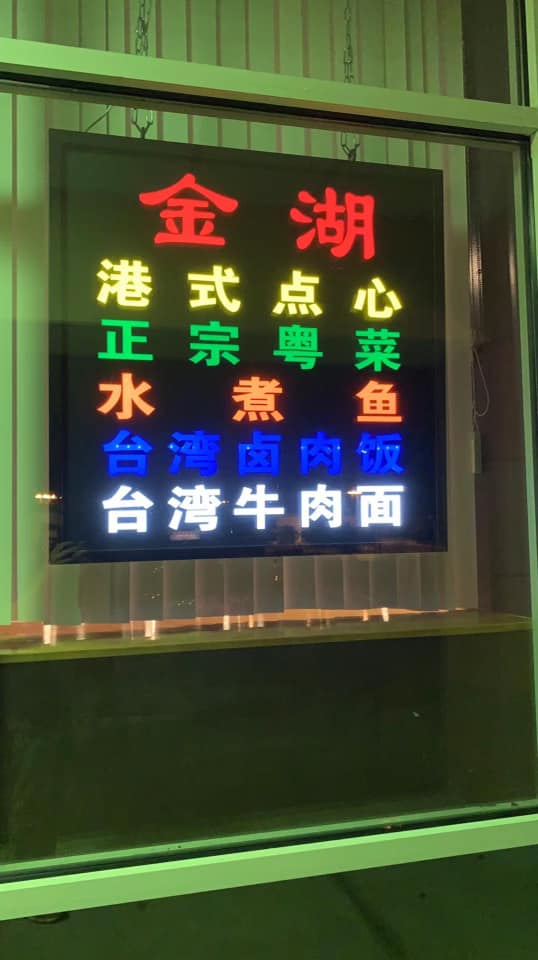 金湖
港式点心
正宗粤菜
水煮鱼
台湾卤肉饭
台湾牛肉面